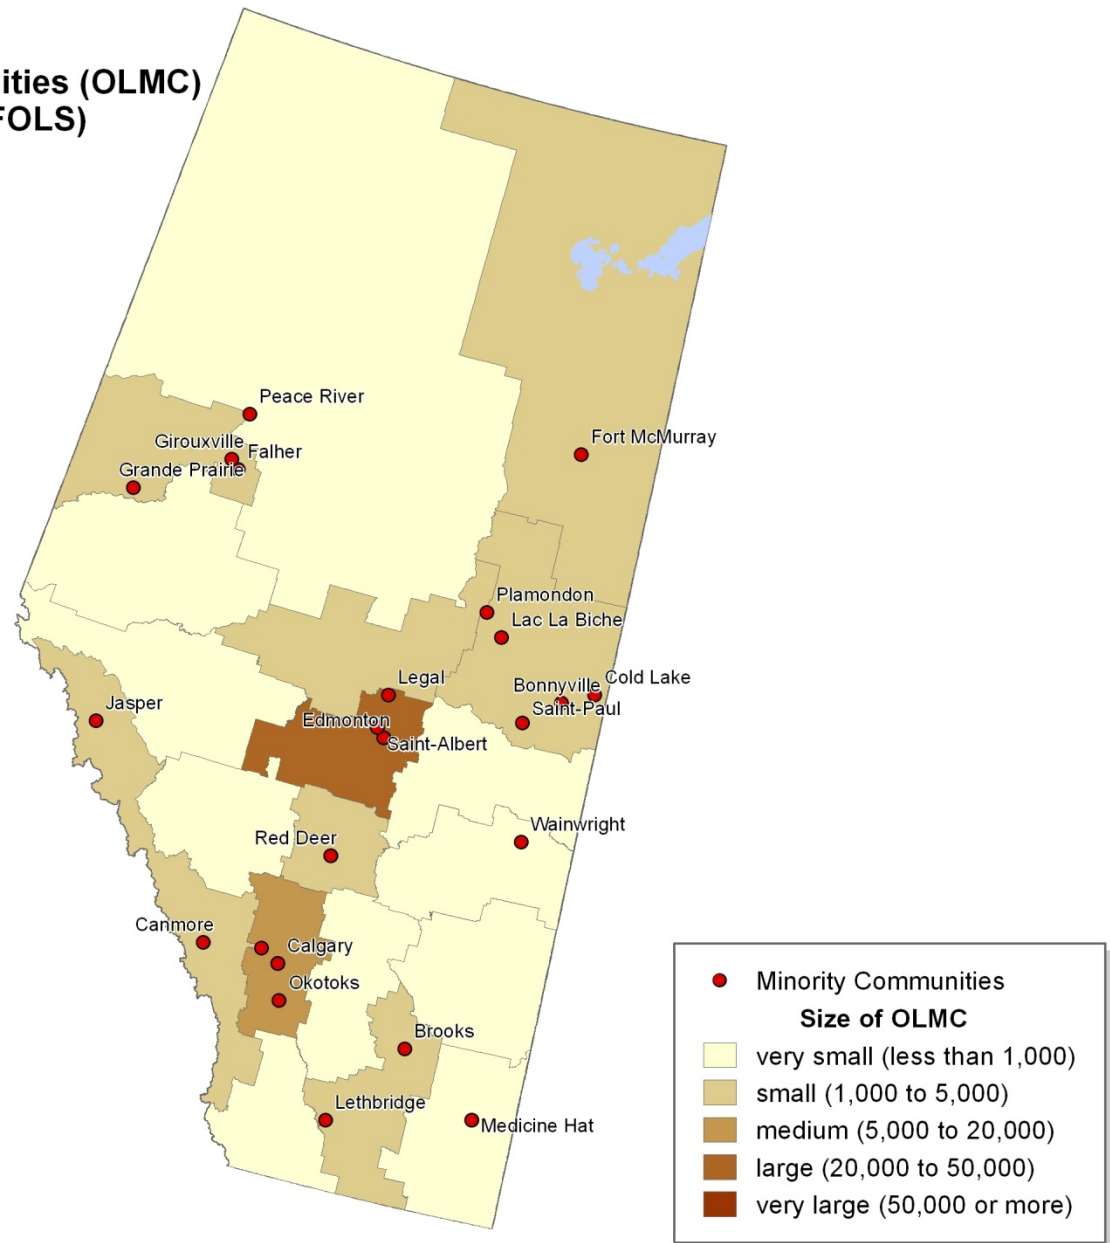 ities (OLMC)
FOLS)
Peace River
Girouxville
Falher
Grande Prairie
Fort McMurray
Plamondon
Lac La Biche
Legal
Bonnyville
Cold Lake
Saint-Paul
Jasper
Edmonton
Saint-Albert
Wainwright
Red Deer
Canmore
Calgary
Okotoks
Brooks
Lethbridge
Medicine Hat
Minority Communities
Size of OLMC
very small (less than 1,000)
small (1,000 to 5,000)
medium (5,000 to 20,000)
large (20,000 to 50,000)
very large (50,000 or more)